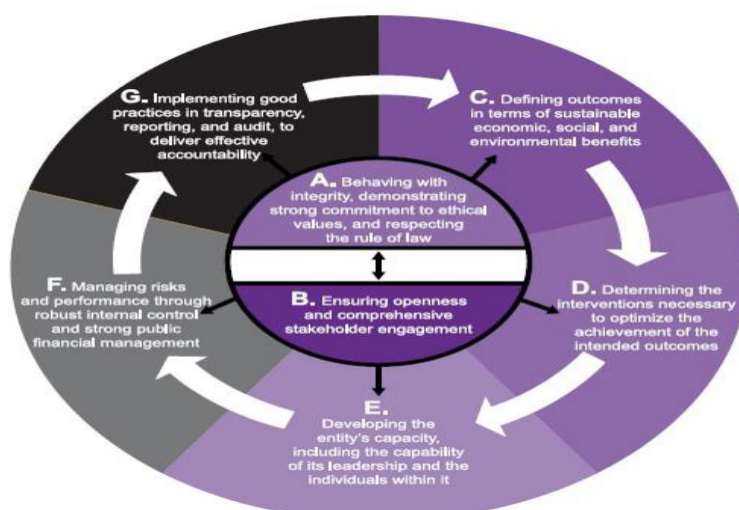 G. Implementing good
practices in transparency,
reporting, and audit, to
deliver effective
accountability
C. Defining outcomes
in terms of sustainable
economic, social, and
environmental benefits
A. Behaving with
integrity, demonstrating
strong commitment to ethical
values, and respecting
the rule of law
B. Ensuring openness
and comprehensive
stakeholder engagement
D. Determining the
interventions necessary
to optimize the
achievement of the
intended outcomes
E.
Developing the
entity's capacity,
including the capability
of its leadership and the
individuals within it
F. Managing risks
and performance through
robust internal control
and strong public
financial management